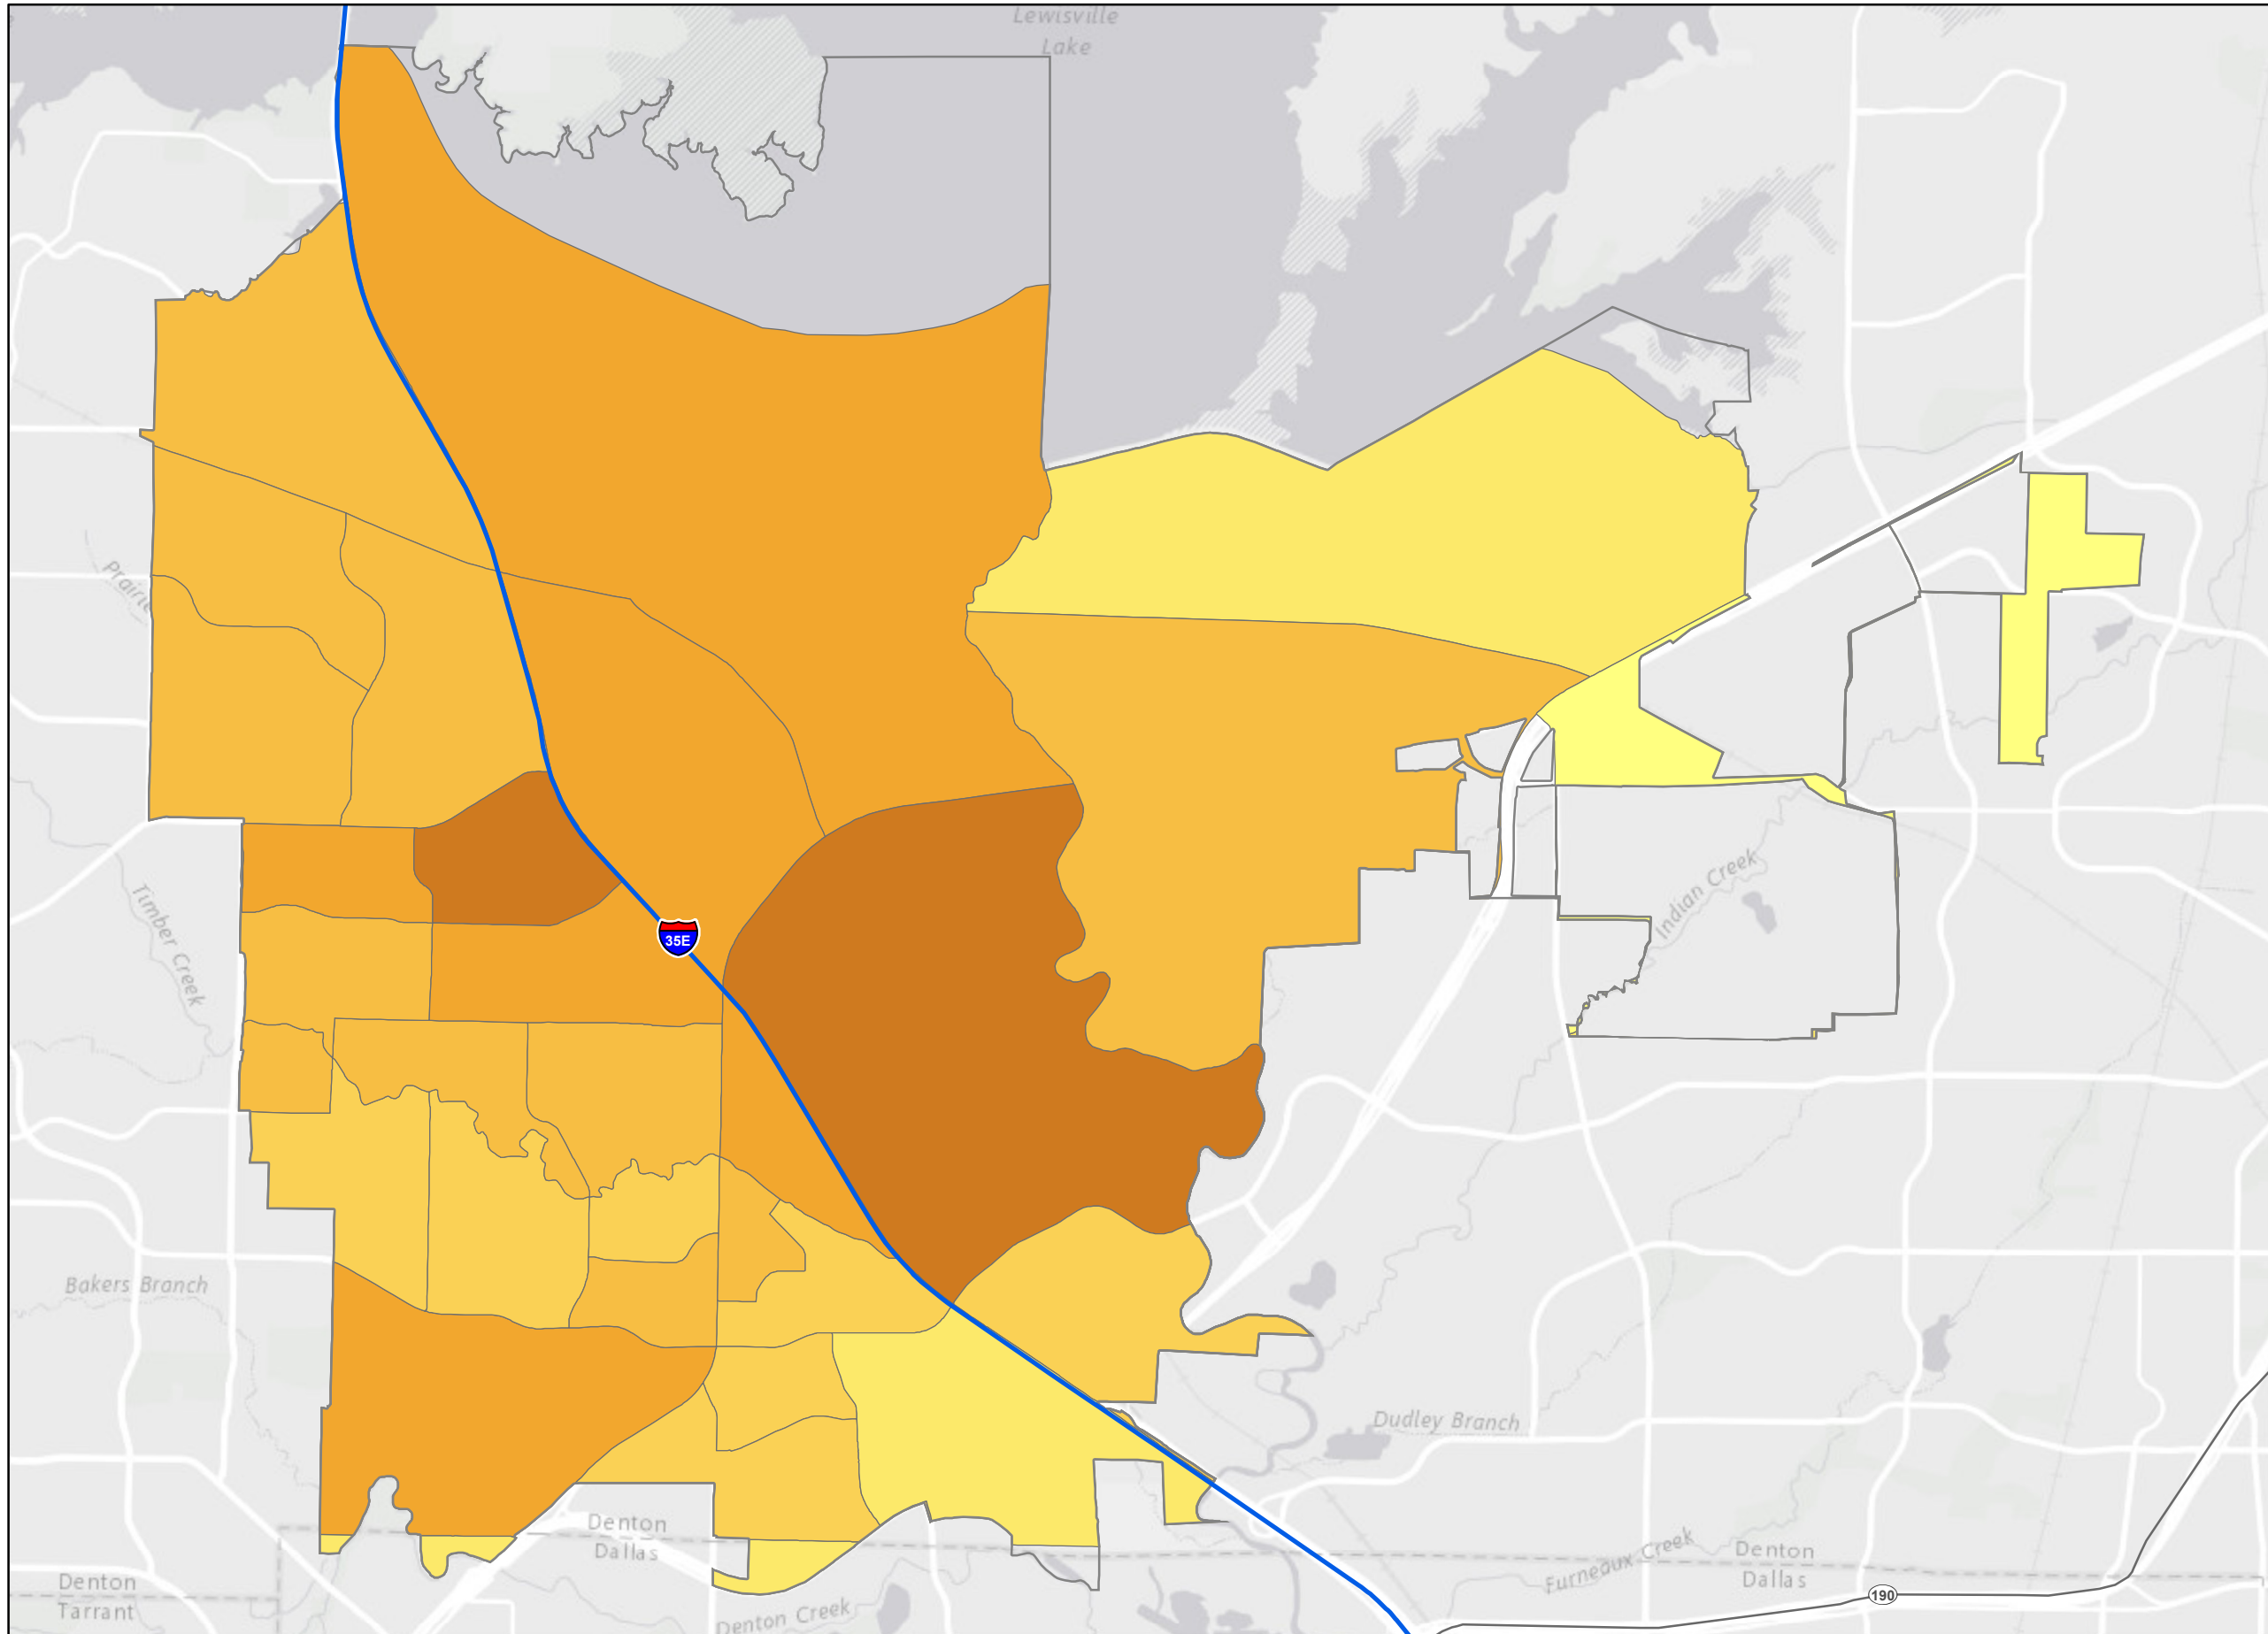 Lewisville
Lake
Prairie
Timber Creek
35E
Indian Creek
Bakers Branch
Dudley Branch
Denton
Dallas
Furneaux Creek
Denton
Dallas
Denton
Tarrant
Denton Creek
190